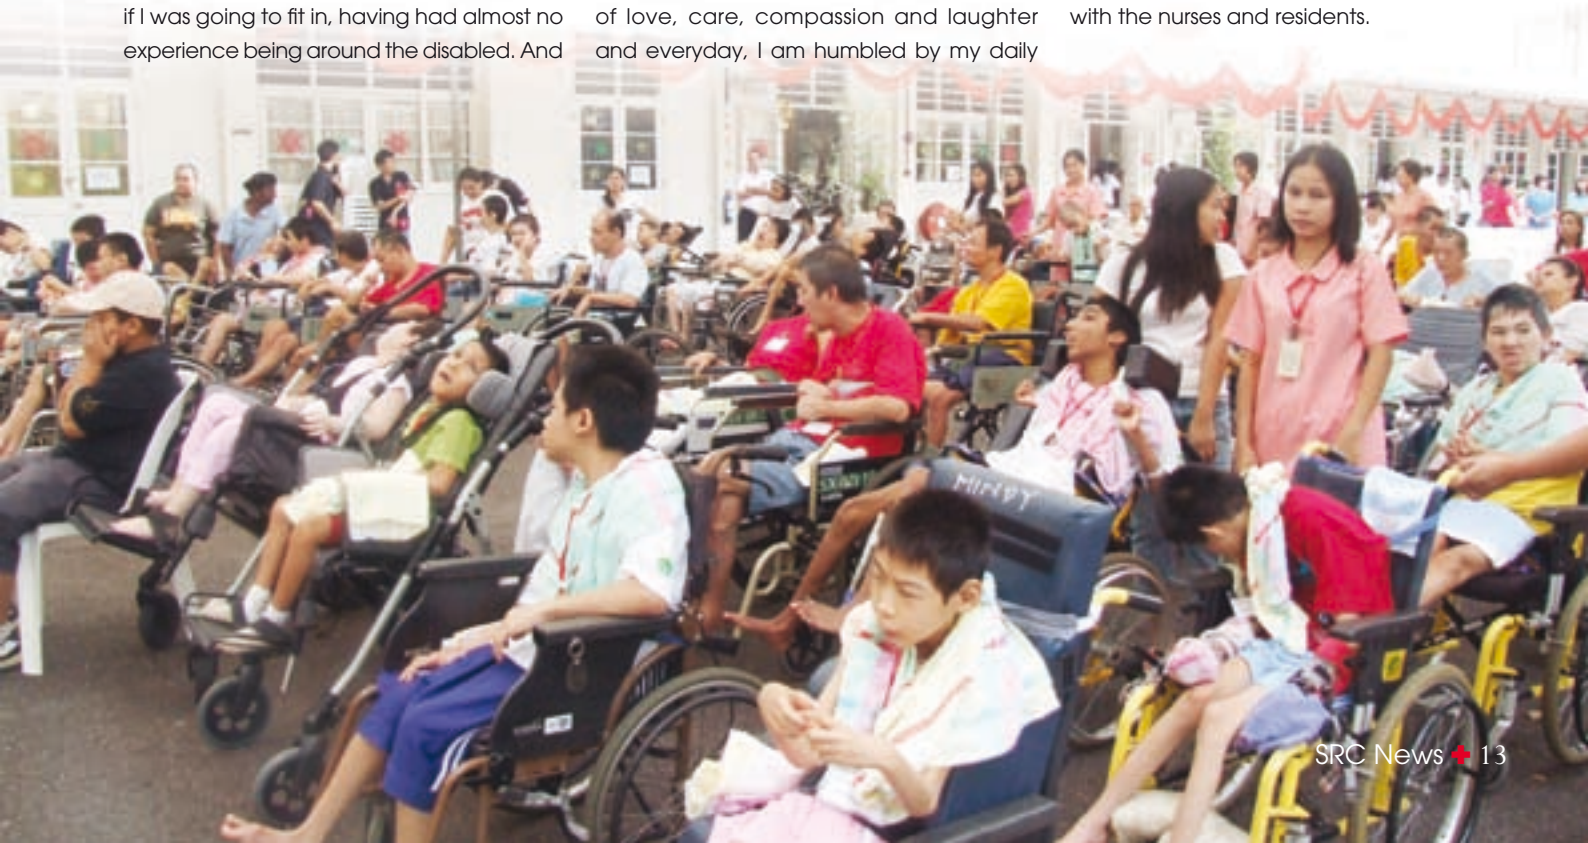 if I was going to fit in, having had almost no
experience being around the disabled. And
of love, care, compassion and laughter
and everyday, I am humbled by my daily
with the nurses and residents.
MINDY
SRC News + 13